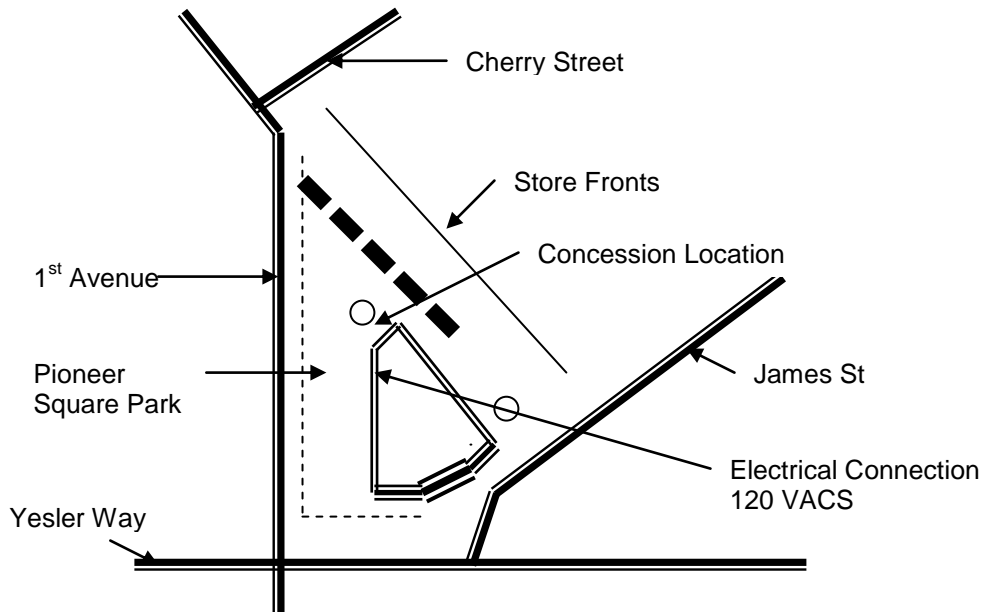 Cherry Street
Store Fronts
Concession Location
1st Avenue
Pioneer
Square Park
James St
Electrical Connection
120 VACS
Yesler Way